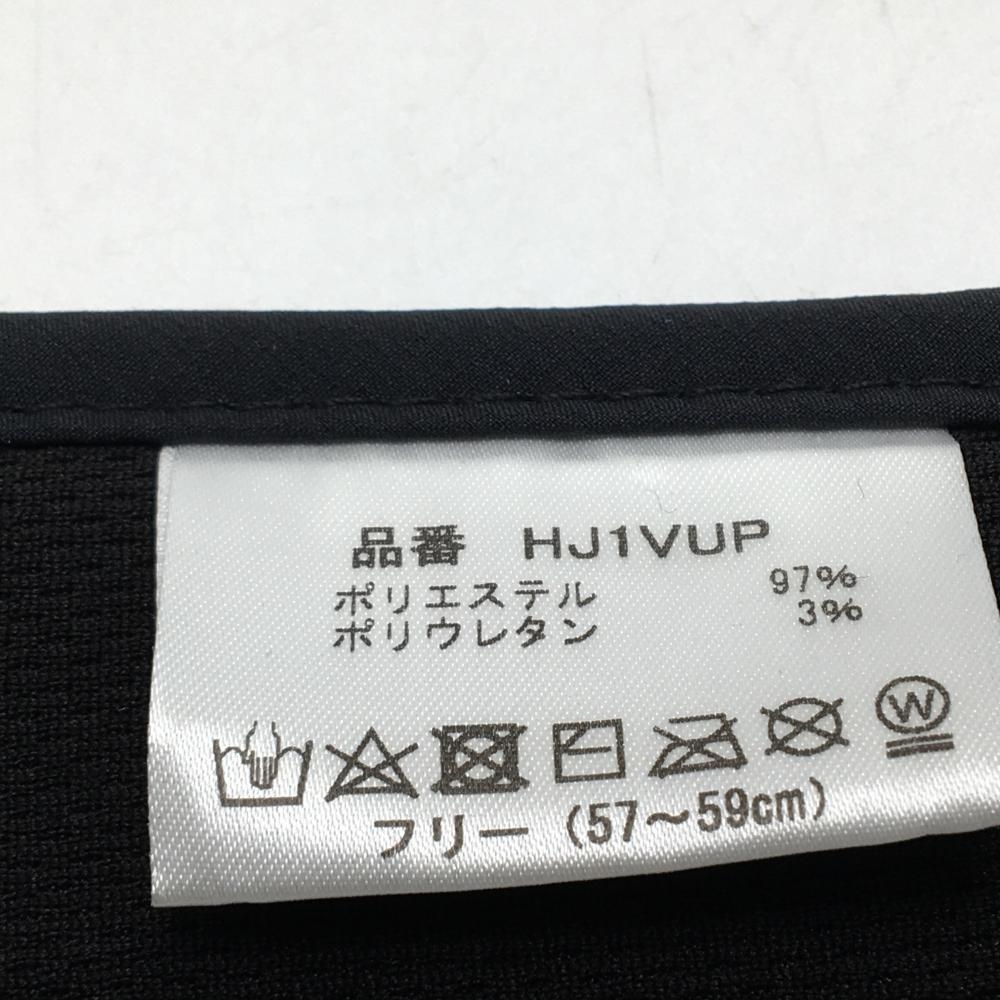 品番 HJ1VUP
ポリエステル 97%
ポリウレタン 3%
W
フリー (57〜59cm)